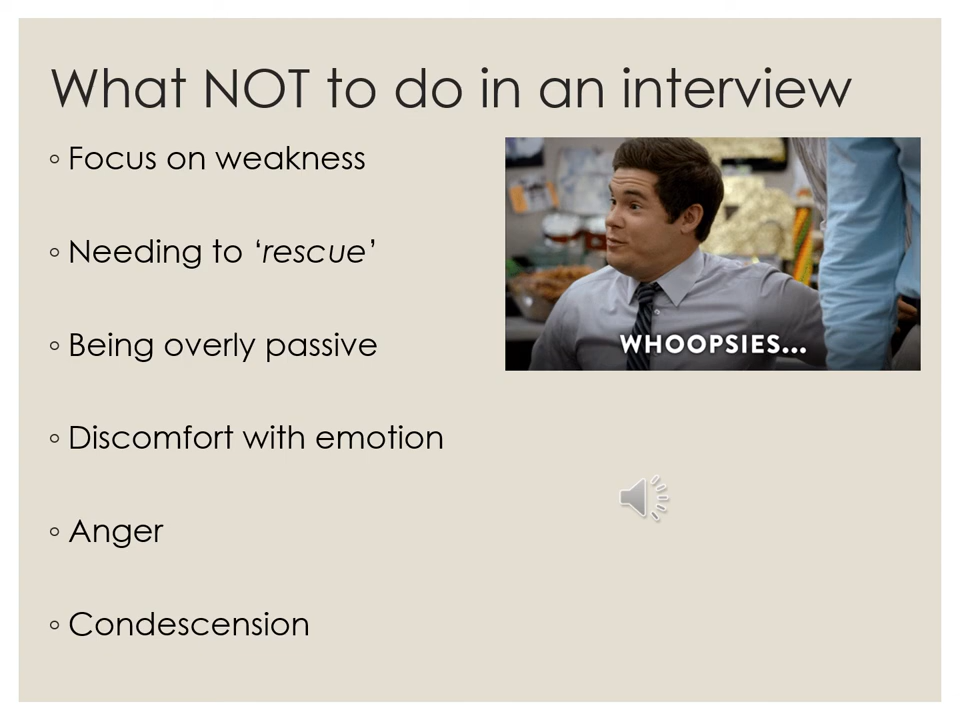 What NOT to do in an interview
◦ Focus on weakness
◦ Needing to ‘rescue’
◦ Being overly passive
◦ Discomfort with emotion
◦ Anger
◦ Condescension
WHOOPSIES...